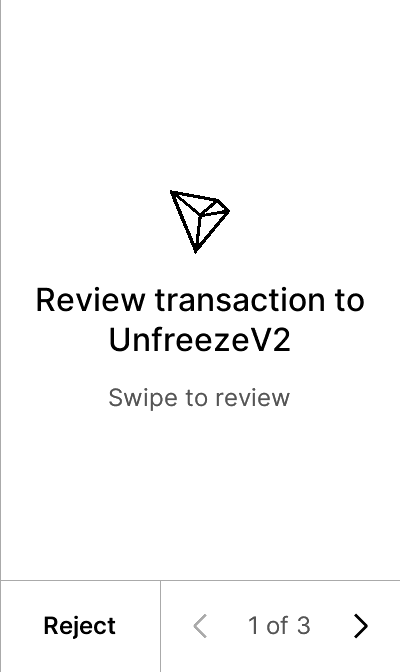 Review transaction to
UnfreezeV2
Swipe to review
Reject
1 of 3